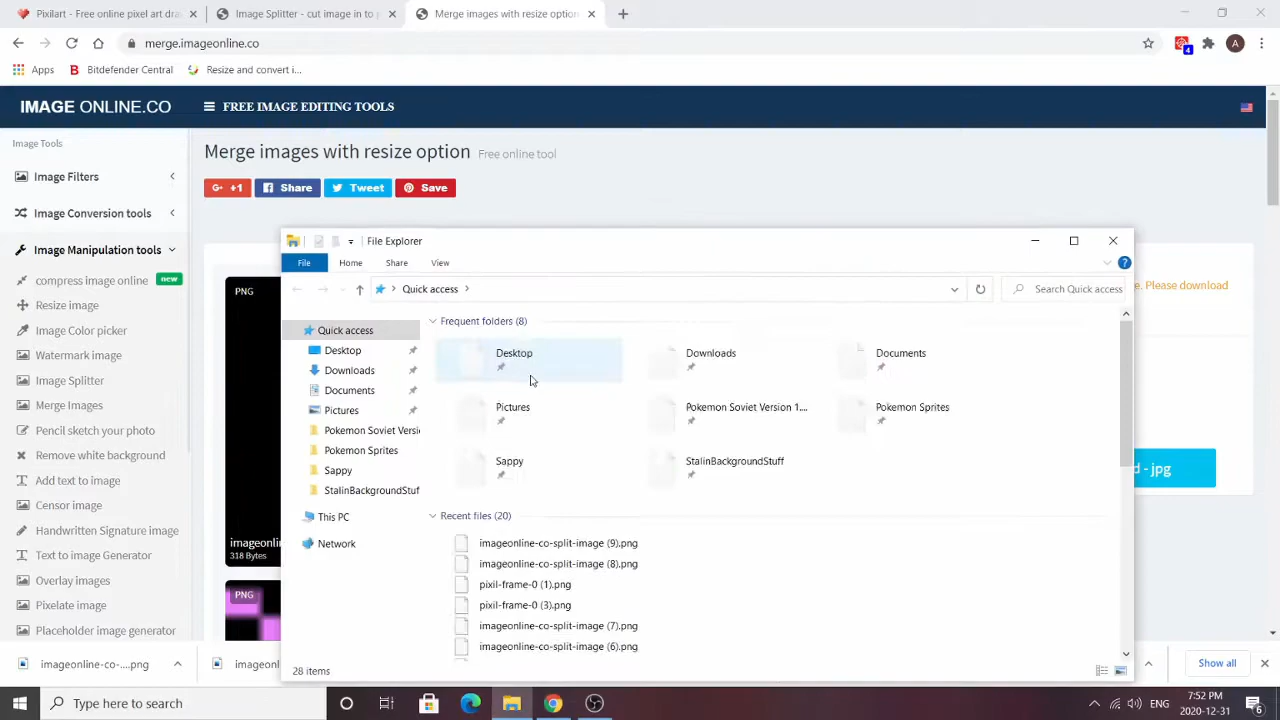 Pixilart - Free online pixel art dra
Image Splitter - cut image in to p
Merge images with resize option
merge.imageonline.co
4
A
Apps
Bitdefender Central
Resize and convert i...
IMAGE ONLINE.CO
FREE IMAGE EDITING TOOLS
Image Tools
Merge images with resize option Free online tool
Image Filters
G+ +1
Share
Tweet
Save
Image Conversion tools
Image Manipulation tools
compress image online new
Resize image
Image Color picker
Watermark image
Image Splitter
Merge Images
Pencil sketch your photo
Remove white background
Add text to image
Censor image
Handwritten Signature image
Text to image Generator
Overlay images
Pixelate image
Placeholder image generator
PNG
imageonlin
318 Bytes
PNG
e. Please download
d - jpg
File Explorer
File
Home
Share
View
Quick access
Search Quick access
Quick access
Desktop
Downloads
Documents
Pictures
Pokemon Soviet Versi
Pokemon Sprites
Sappy
StalinBackgroundStuff
This PC
Network
Frequent folders (8)
Desktop
Downloads
Documents
Pictures
Pokemon Soviet Version 1....
Pokemon Sprites
Sappy
StalinBackgroundStuff
Recent files (20)
imageonline-co-split-image (9).png
imageonline-co-split-image (8).png
pixil-frame-0 (1).png
pixil-frame-0 (3).png
imageonline-co-split-image (7).png
imageonline-co-split-image (6).png
28 items
imageonline-co-....png
imageonline
Show all
Type here to search
ENG
7:52 PM
2020-12-31
6